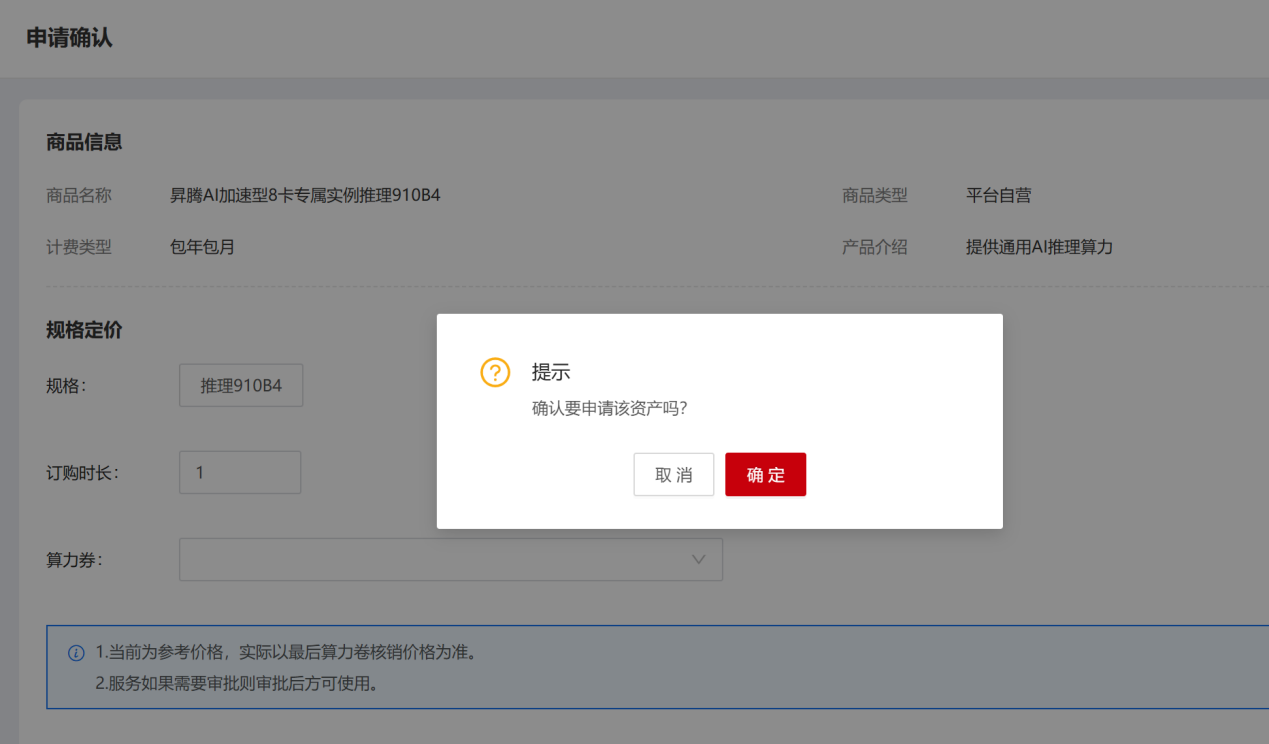 申请确认
商品信息
商品名称 昇腾AI加速型8卡专属实例推理910B4 商品类型 平台自营
计费类型 包年包月 产品介绍 提供通用AI推理算力
规格定价
提示
规格： 推理910B4
确认要申请该资产吗？
订购时长： 1
取 消 确 定
算力券：
1.当前为参考价格，实际以最后算力卷核销价格为准。
2.服务如果需要审批则审批后方可使用。